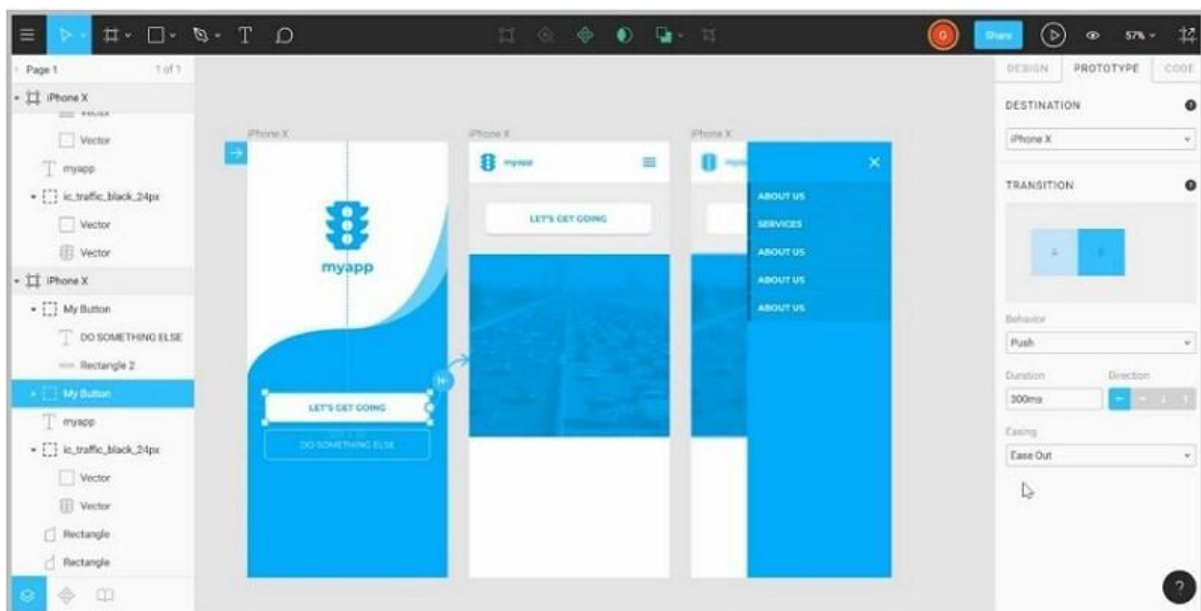 G
Share
57%
Page 1
1 of 1
DESIGN
PROTOTYPE
CODE
iPhone X
Vector
Vector
myapp
ic_traffic_black_24px
Vector
Vector
iPhone X
My Button
DO SOMETHING ELSE
Rectangle 2
My Button
myapp
ic_traffic_black_24px
Vector
Vector
Rectangle
Rectangle
iPhone X
myapp
LET'S GET GOING
DO SOMETHING ELSE
iPhone X
myapp
LET'S GET GOING
iPhone X
ABOUT US
SERVICES
ABOUT US
ABOUT US
ABOUT US
DESTINATION
iPhone X
TRANSITION
A
Behavior
Push
Duration
Direction
300ms
Easing
Ease Out
?